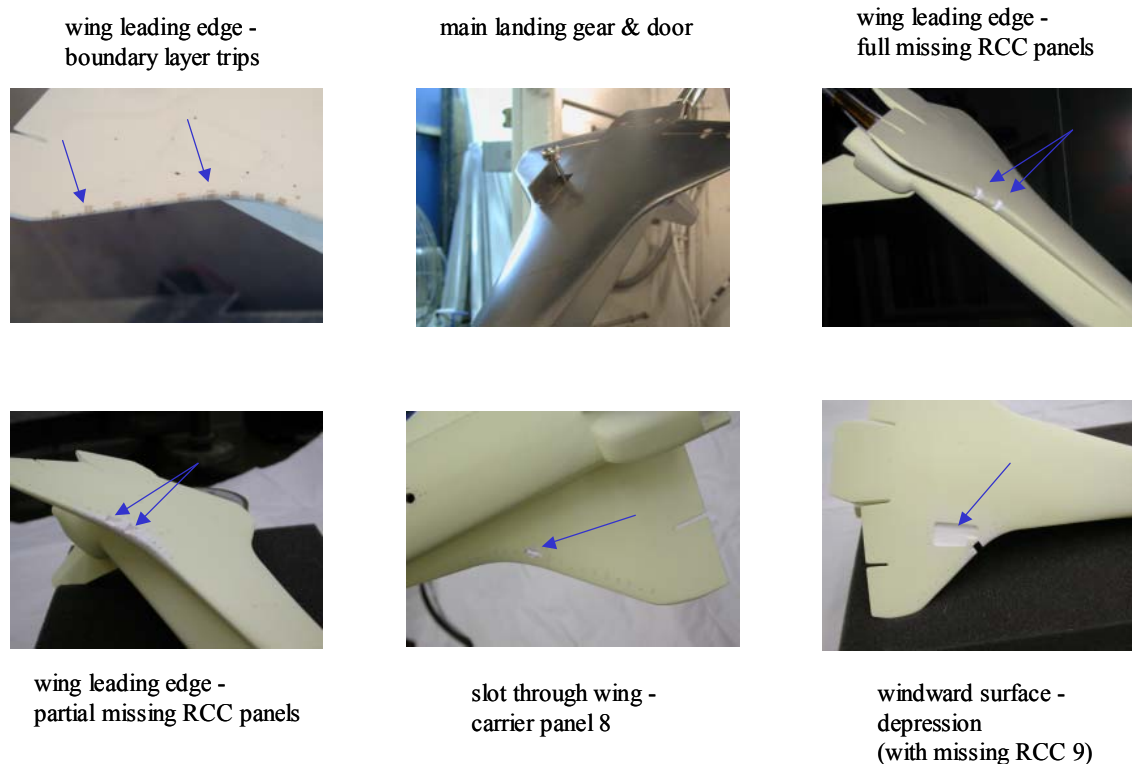 wing leading edge -
boundary layer trips
main landing gear & door
wing leading edge -
full missing RCC panels
wing leading edge -
partial missing RCC panels
slot through wing -
carrier panel 8
windward surface -
depression
(with missing RCC 9)